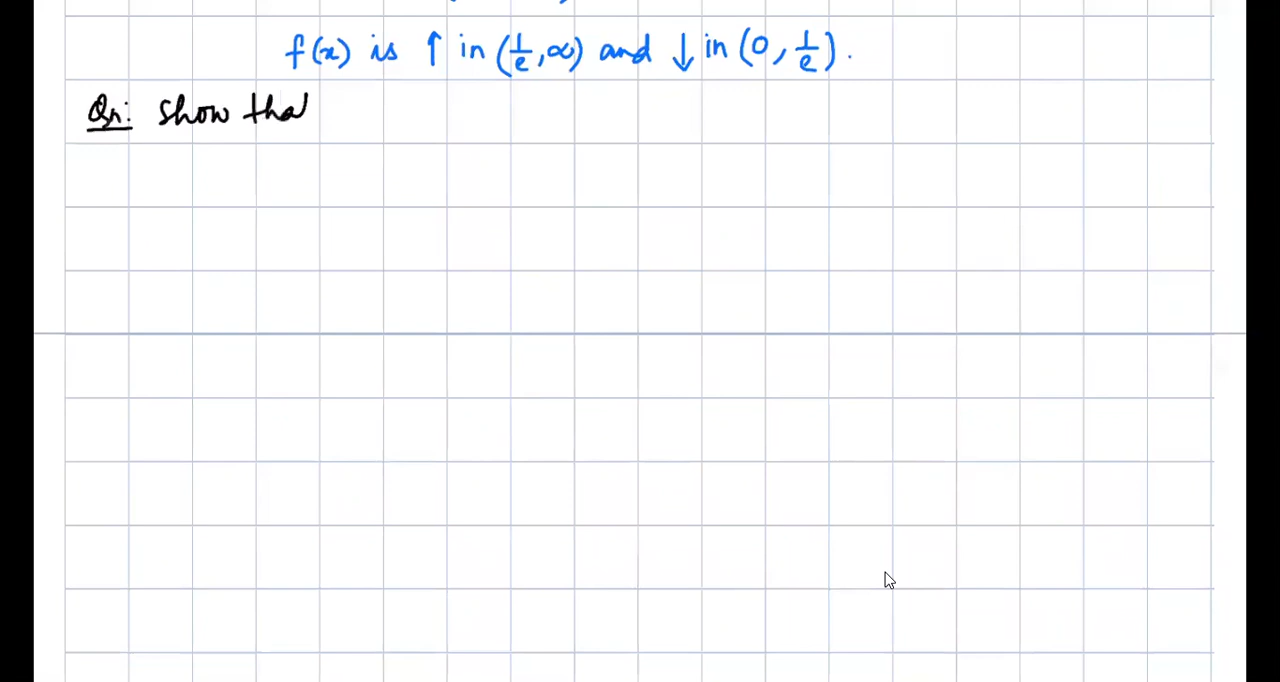 f(x) is ↑ in (1/e, ∞) and ↓ in (0, 1/e).
Qn: Show tha